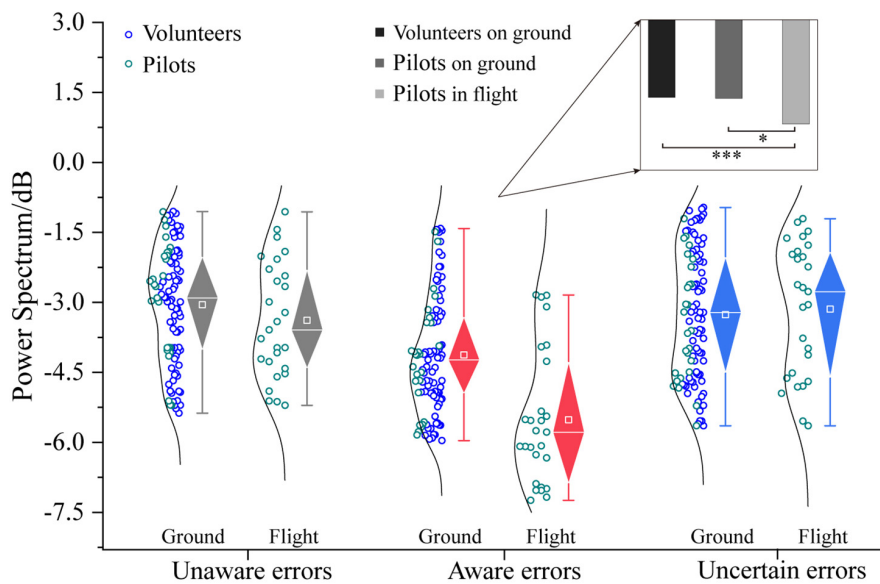 Power Spectrum/dB
3.0
1.5
0.0
-1.5
-3.0
-4.5
-6.0
-7.5
Volunteers
Pilots
Volunteers on ground
Pilots on ground
Pilots in flight
*
***
Ground Flight Ground Flight Ground Flight
Unaware errors Aware errors Uncertain errors